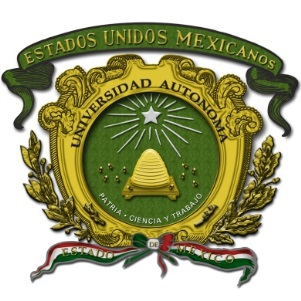 ESTADOS UNIDOS MEXICANOS
UNIVERSIDAD AUTONOMA
PATRIA • CIENCIA Y TRABAJO
ESTADO DE MEXICO